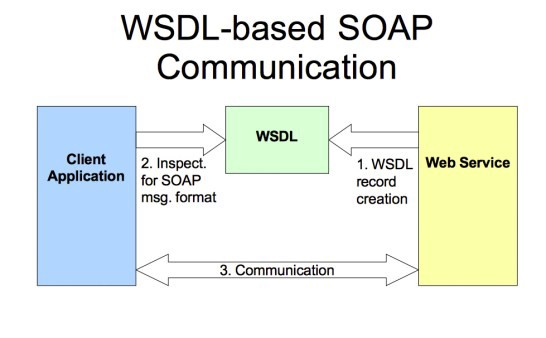 WSDL-based SOAP
Communication
Client
Application
2. Inspect.
for SOAP
msg. format
WSDL
1. WSDL
record
creation
Web Service
3. Communication